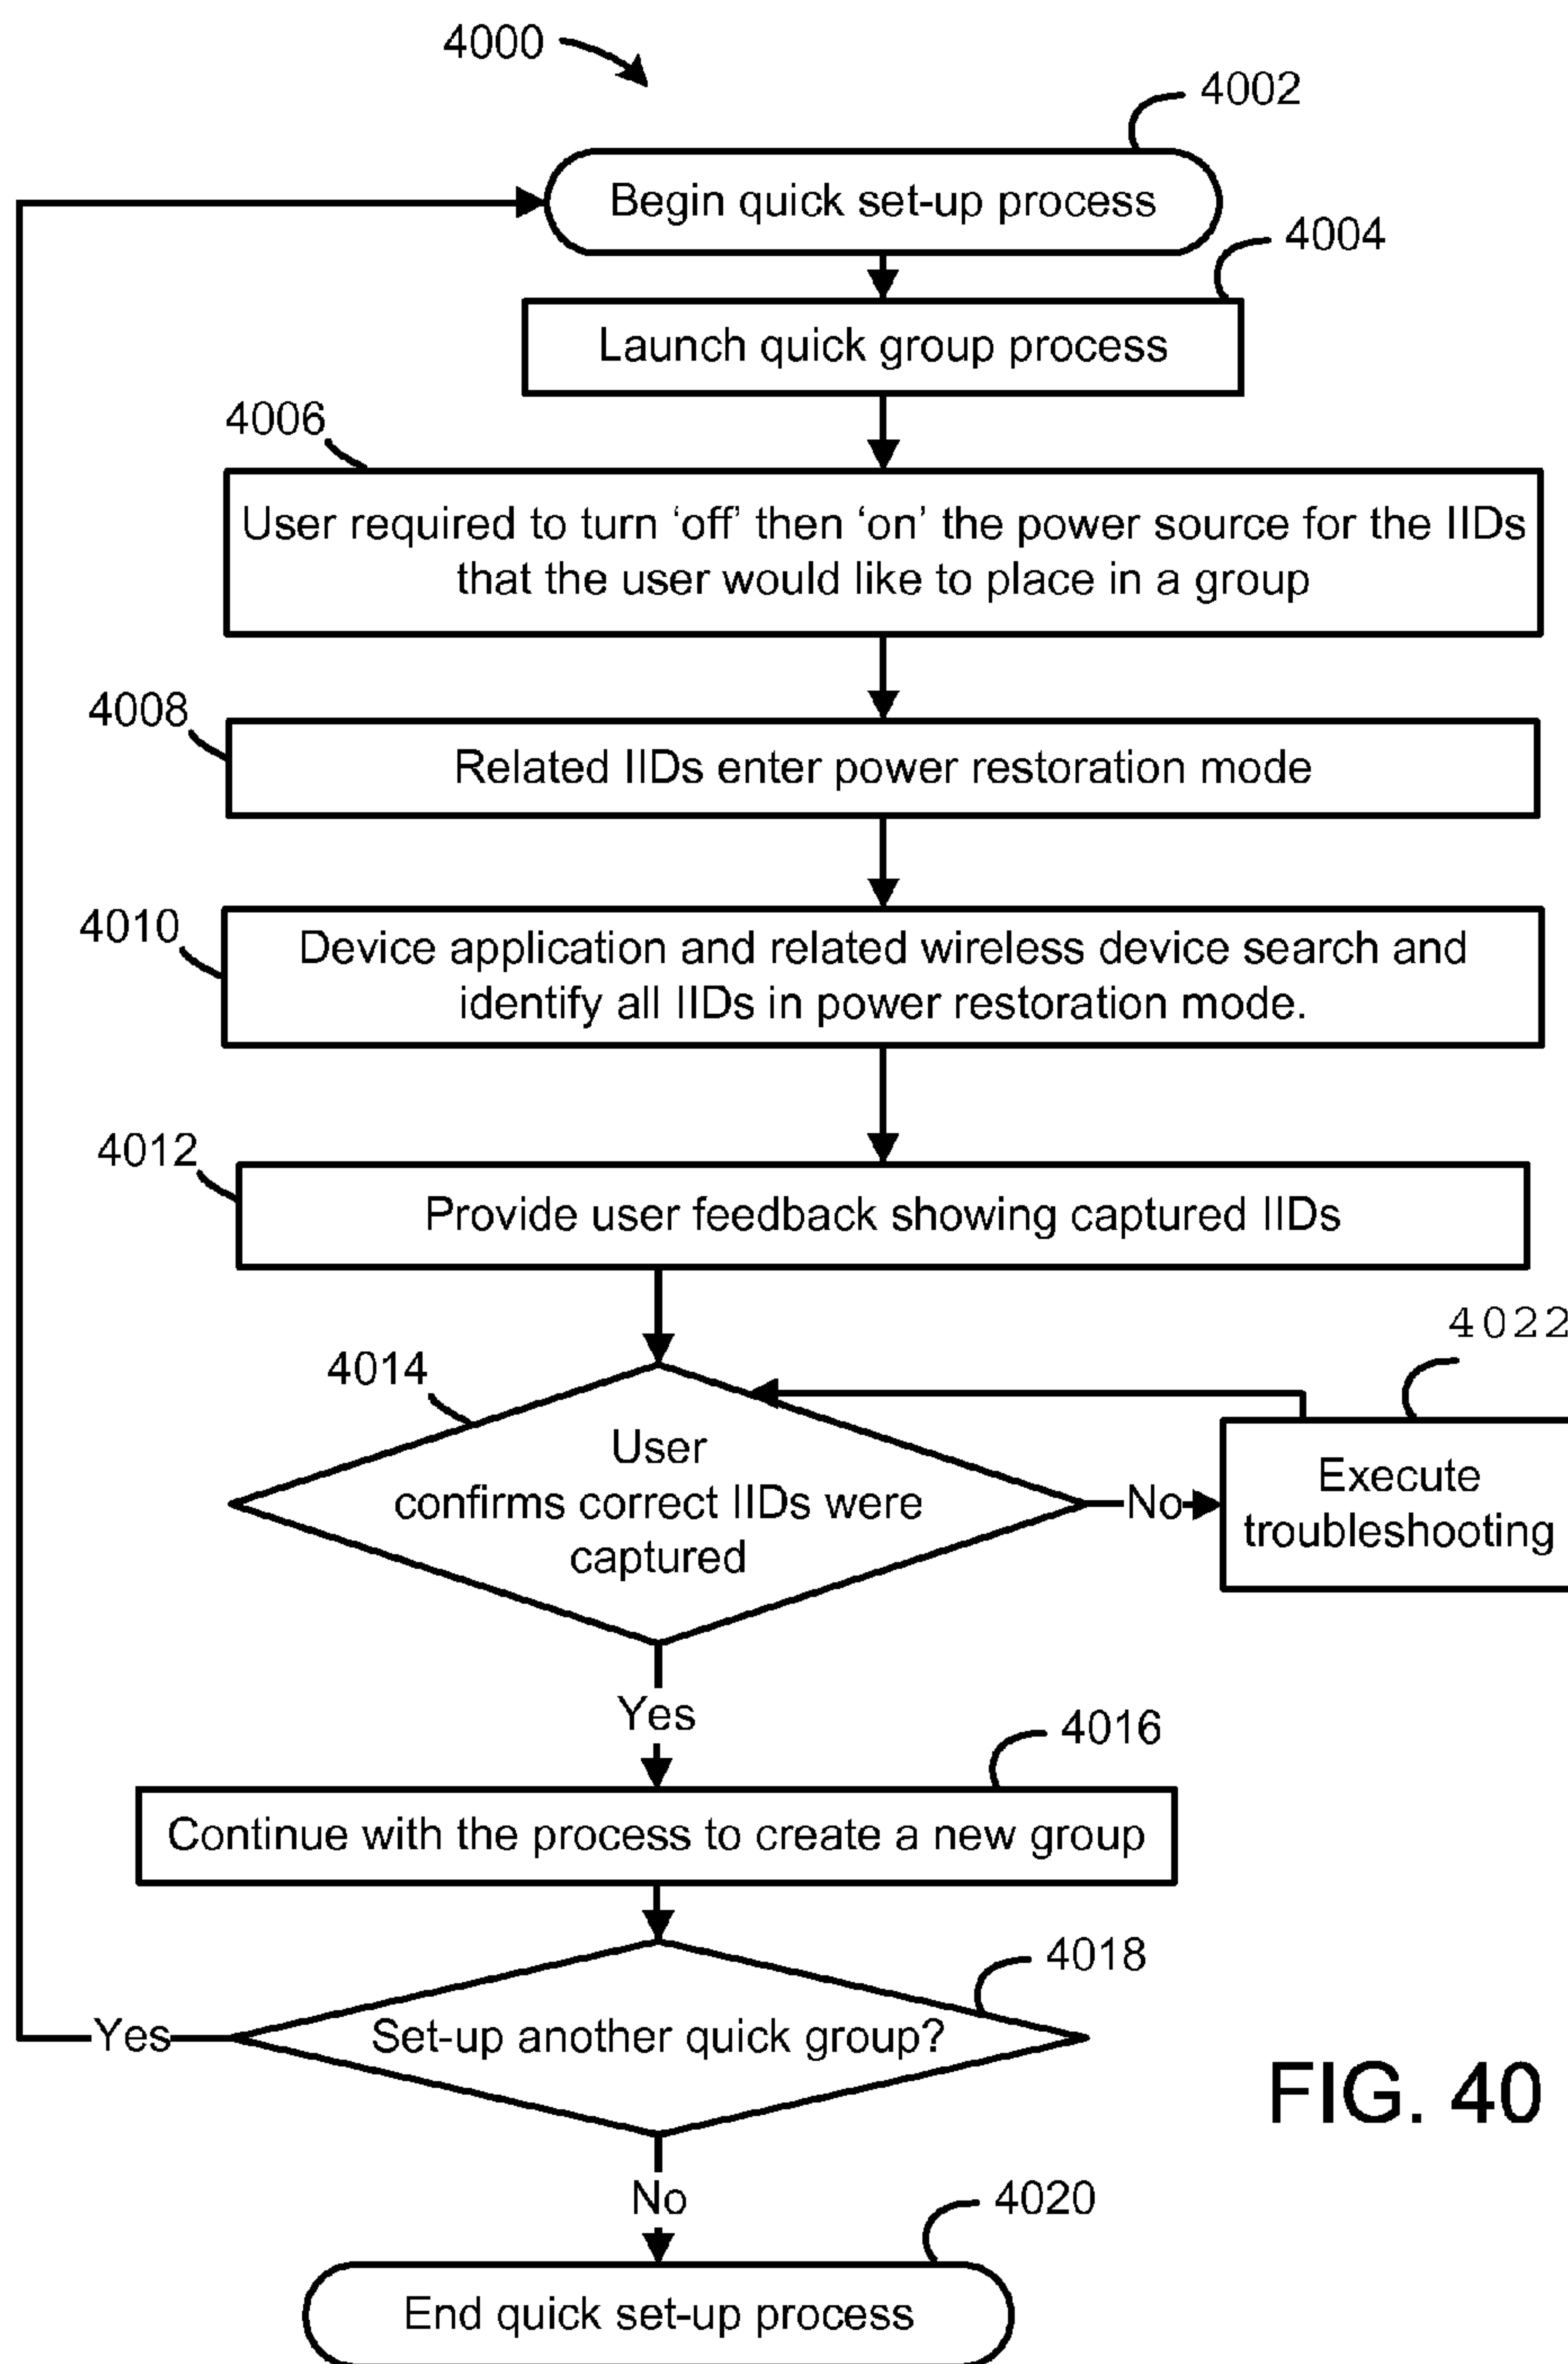 4000
4002
Begin quick set-up process
4004
Launch quick group process
4006
User required to turn ‘off’ then ‘on’ the power source for the IIDs
that the user would like to place in a group
4008
Related IIDs enter power restoration mode
4010
Device application and related wireless device search and
identify all IIDs in power restoration mode.
4012
Provide user feedback showing captured IIDs
4022
4014
User
confirms correct IIDs were
captured
No
Execute
troubleshooting
Yes
4016
Continue with the process to create a new group
4018
Set-up another quick group?
Yes
FIG. 40
No
4020
End quick set-up process